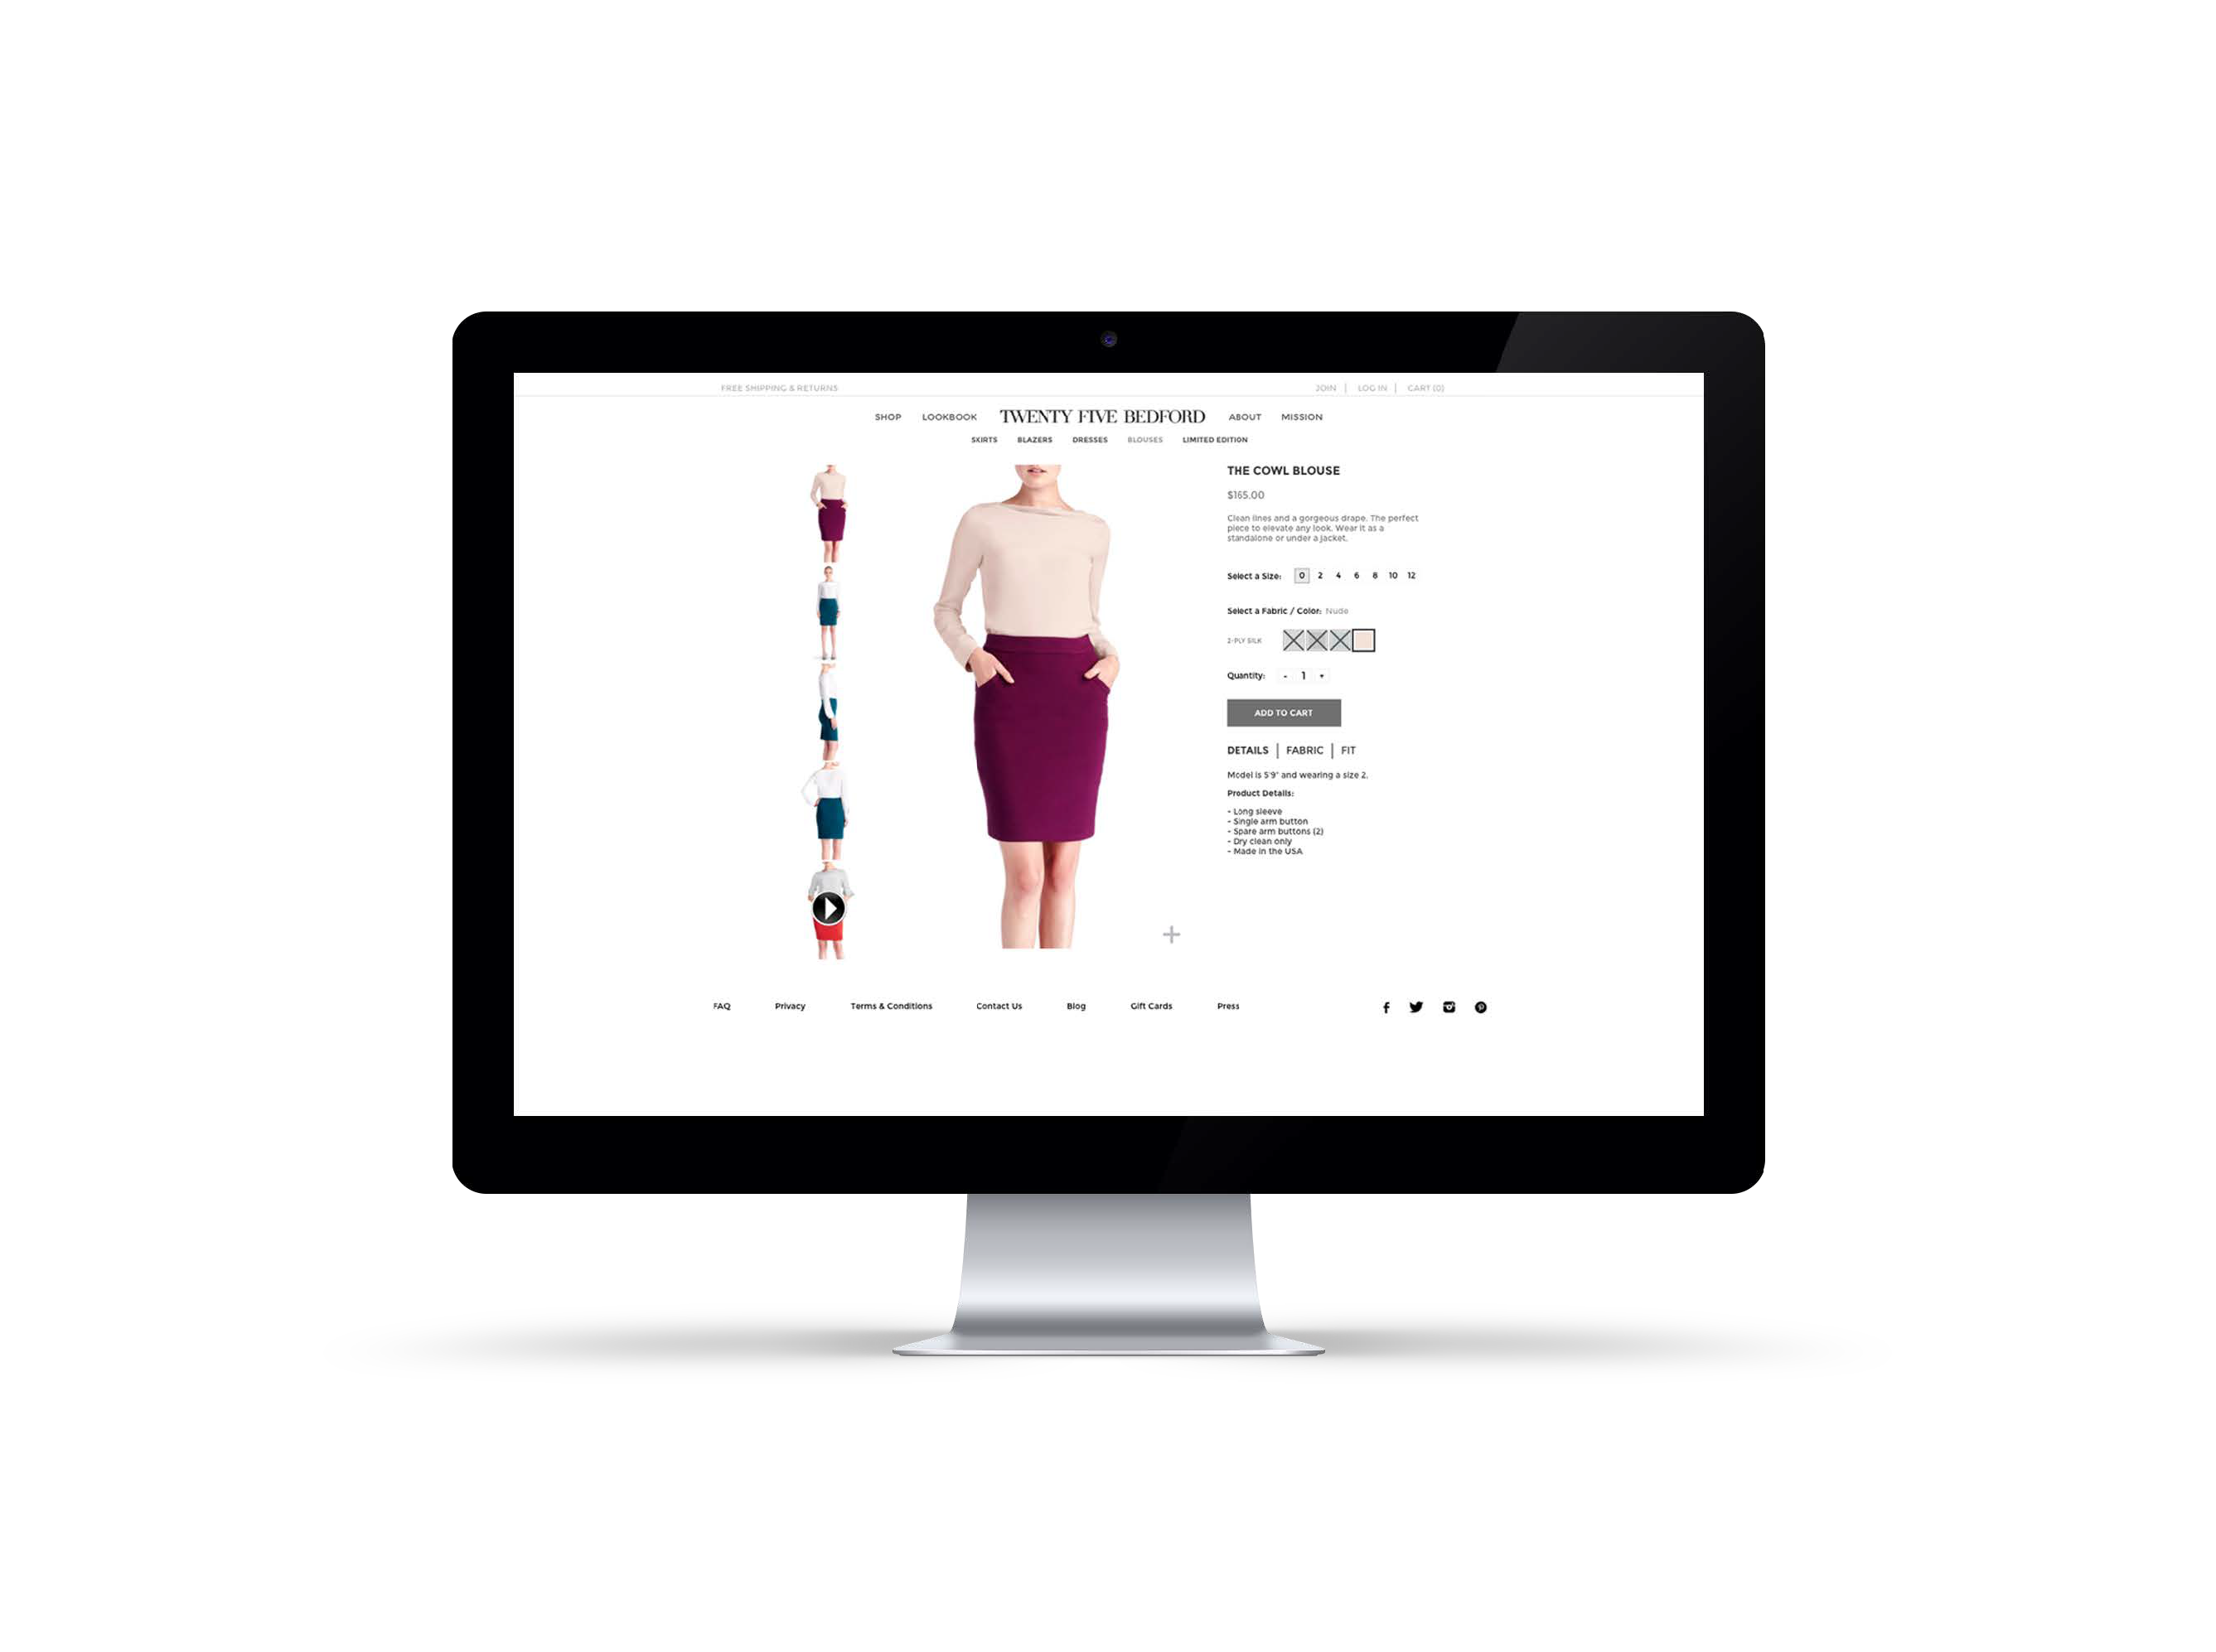 FREE SHIPPING & RETURNS
JOIN | LOG IN | CART (0)
SHOP LOOKBOOK TWENTY FIVE BEDFORD ABOUT MISSION
SKIRTS BLAZERS DRESSES BLOUSES LIMITED EDITION
THE COWL BLOUSE
$165.00
Clean lines and a gorgeous drape. The perfect
piece to elevate any look. Wear it as a
standalone or under a jacket.
Select a Size: 0 2 4 6 8 10 12
Select a Fabric / Color: Nude
2-PLY SILK
Quantity: - 1 +
ADD TO CART
DETAILS | FABRIC | FIT
Model is 5'9" and wearing a size 2.
Product Details:
- Long sleeve
- Single arm button
- Spare arm buttons (2)
- Dry clean only
- Made in the USA
FAQ Privacy Terms & Conditions Contact Us Blog Gift Cards Press